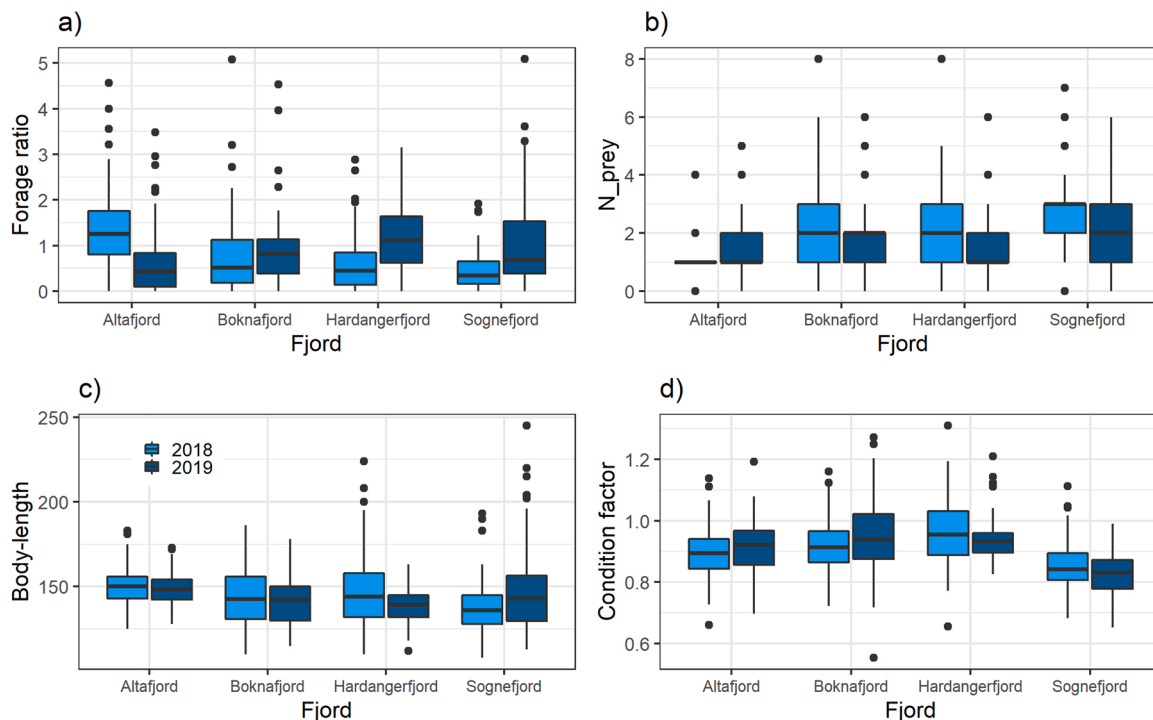 a)
Forage ratio
5
4
3
2
1
0
Altafjord Boknafjord Hardangerfjord Sognefjord
Fjord
b)
N_prey
8
6
4
2
0
Altafjord Boknafjord Hardangerfjord Sognefjord
Fjord
c)
Body-length
250
200
150
2018
2019
Altafjord Boknafjord Hardangerfjord Sognefjord
Fjord
d)
Condition factor
1.2
1.0
0.8
0.6
Altafjord Boknafjord Hardangerfjord Sognefjord
Fjord